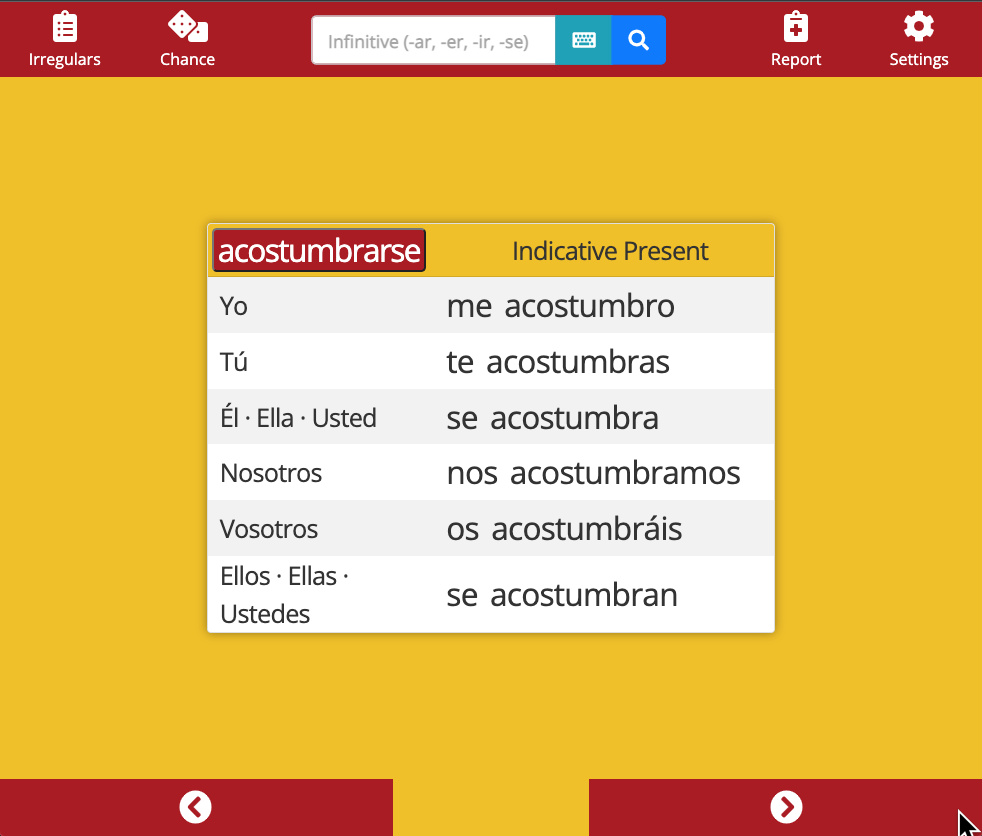 Irregulars
Chance
Infinitive (-ar, -er, -ir, -se)
Report
Settings
acostumbrarse Indicative Present
Yo me acostumbro
Tú te acostumbras
Él · Ella · Usted se acostumbra
Nosotros nos acostumbramos
Vosotros os acostumbráis
Ellos · Ellas ·
Ustedes
se acostumbran